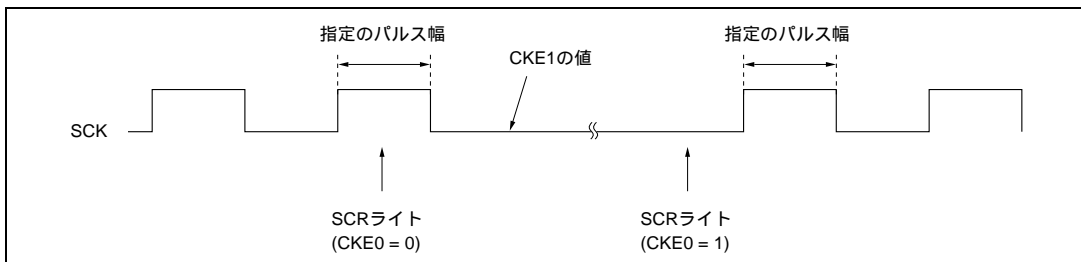 指定のパルス幅
指定のパルス幅
CKE1の値
SCK
SCRライト
(CKE0 = 0)
SCRライト
(CKE0 = 1)